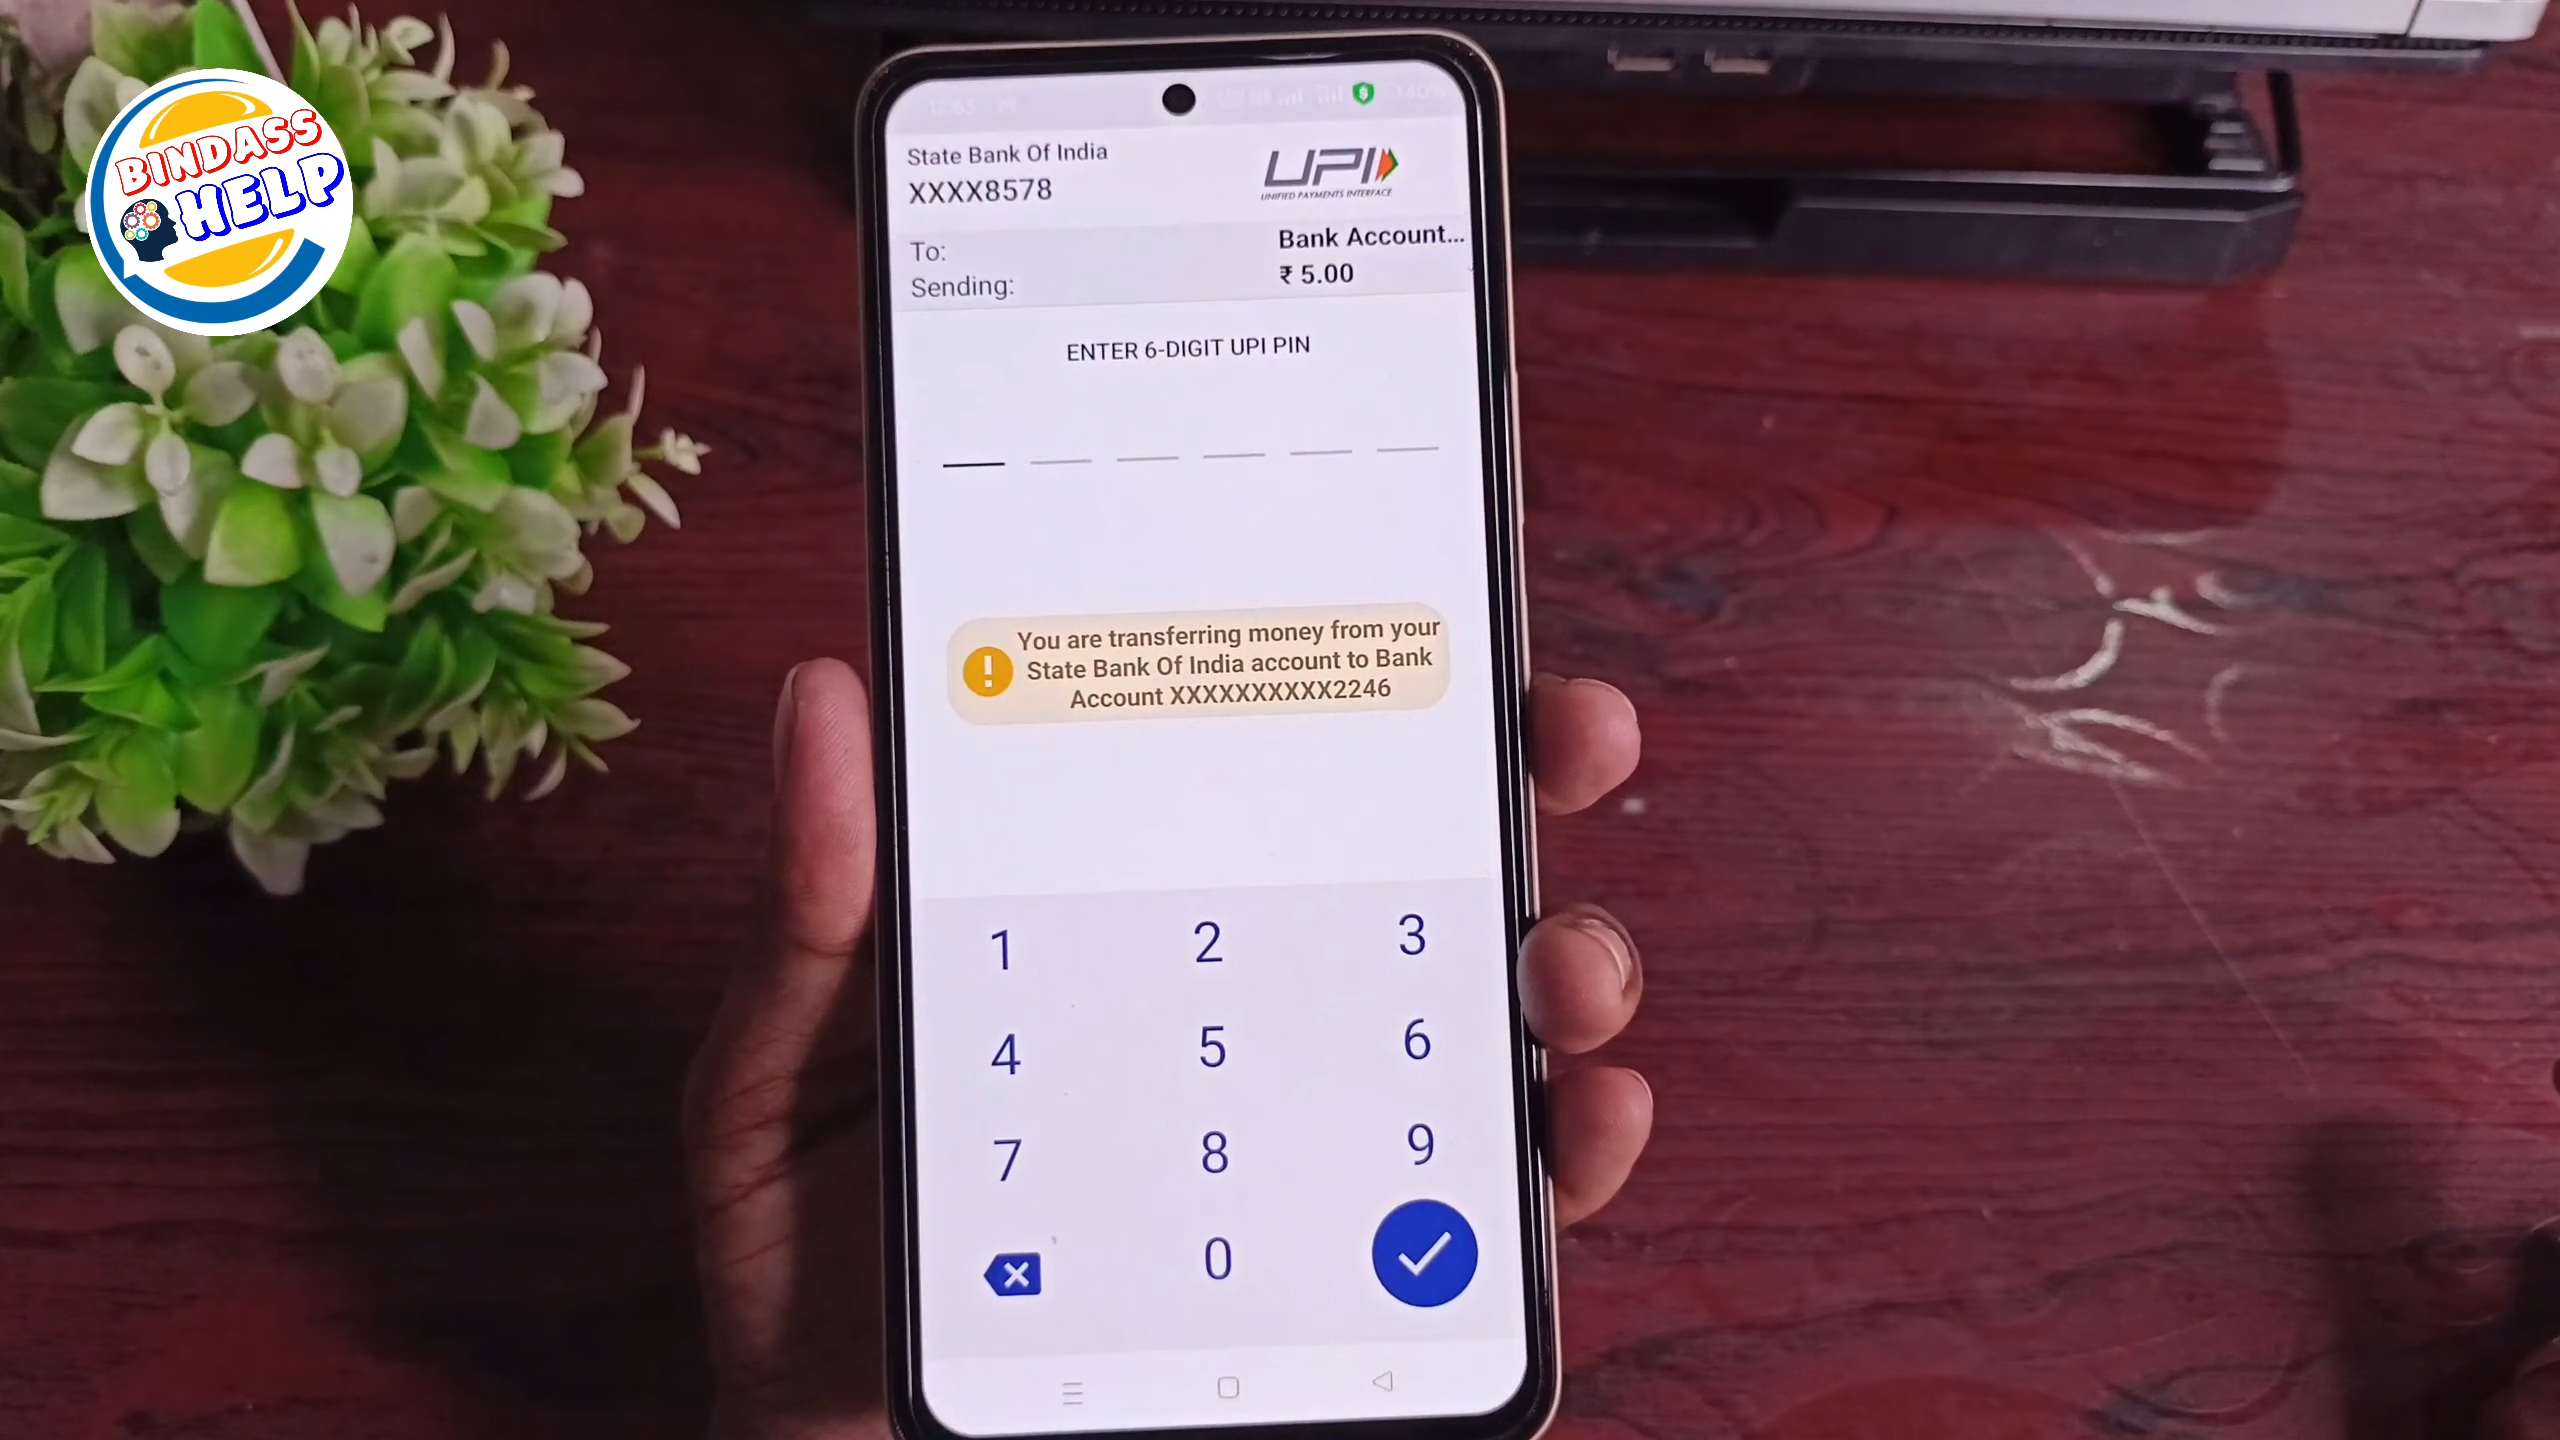 BINDASS
HELP
State Bank Of India
XXXX8578
UPI
UNIFIED PAYMENTS INTERFACE
To:
Bank Account...
Sending:
₹ 5.00
ENTER 6-DIGIT UPI PIN
You are transferring money from your
State Bank Of India account to Bank
Account XXXXXXXXXX2246
1 2 3
4 5 6
7 8 9
0